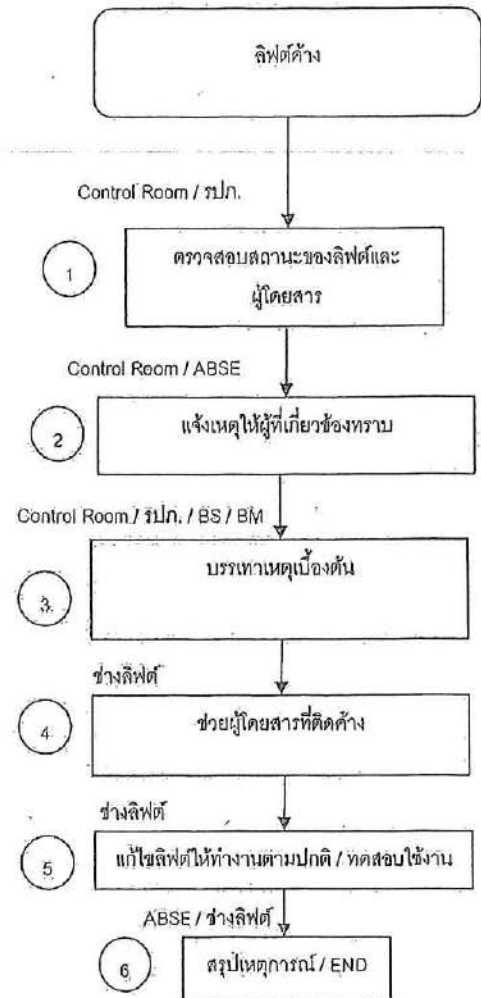 ลิฟต์ค้าง
Control Room / รปภ.
1
ตรวจสอบสถานะของลิฟต์และ
ผู้โดยสาร
Control Room / ABSE
2
แจ้งเหตุให้ผู้ที่เกี่ยวข้องทราบ
Control Room / รปภ. / BS / BM
3
บรรเทาเหตุเบื้องต้น
ช่างลิฟต์
4
ช่วยผู้โดยสารที่ติดค้าง
ช่างลิฟต์
5
แก้ไขลิฟต์ให้ทำงานตามปกติ / ทดสอบใช้งาน
ABSE / ช่างลิฟต์
6
สรุปเหตุการณ์ / END